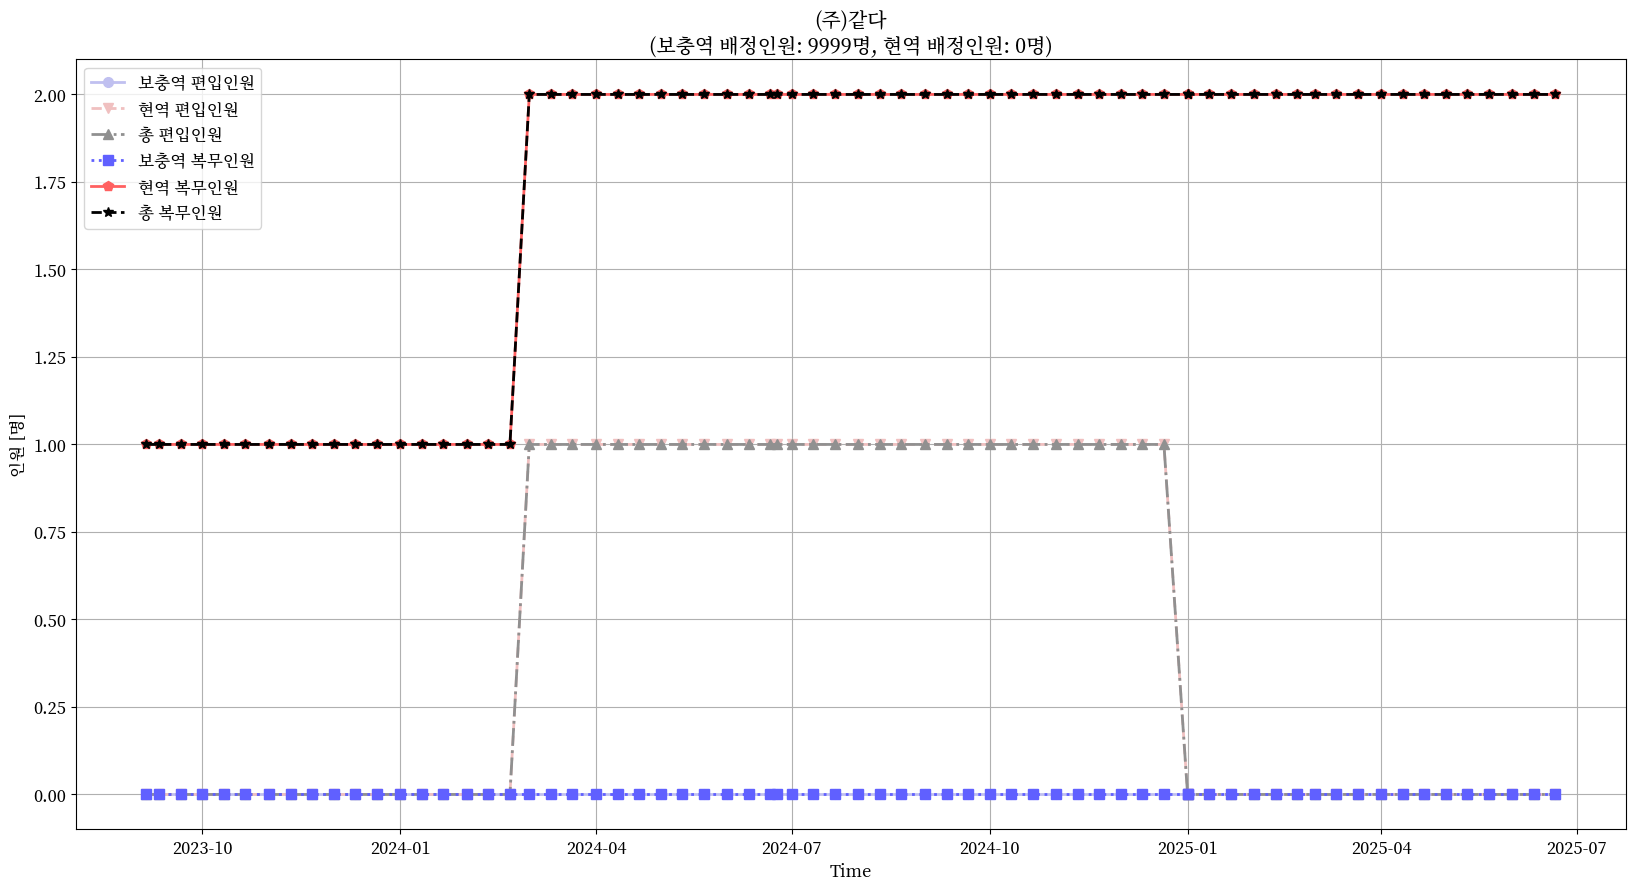 (주)같다
(보충역 배정인원: 9999명, 현역 배정인원: 0명)
보충역 편입인원
현역 편입인원
총 편입인원
보충역 복무인원
현역 복무인원
총 복무인원
2.00
1.75
1.50
1.25
1.00
0.75
0.50
0.25
0.00
인원 [명]
2023-10
2024-01
2024-04
2024-07
2024-10
2025-01
2025-04
2025-07
Time